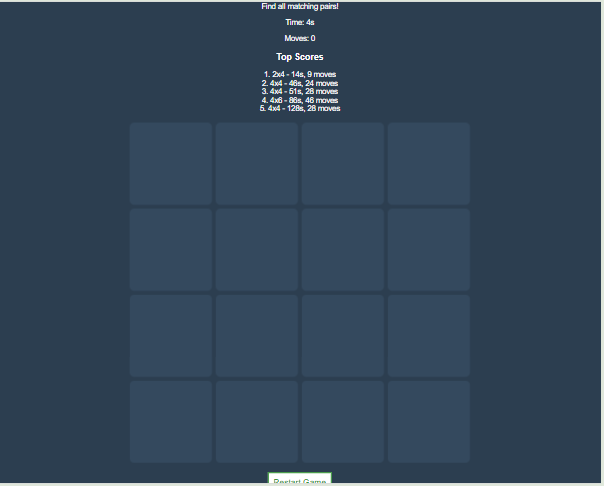 Find all matching pairs!
Time: 4s
Moves: 0
Top Scores
1. 2x4 - 14s, 9 moves
2. 4x4 - 46s, 24 moves
3. 4x4 - 51s, 28 moves
4. 4x6 - 86s, 46 moves
5. 4x4 - 128s, 28 moves
Restart Game